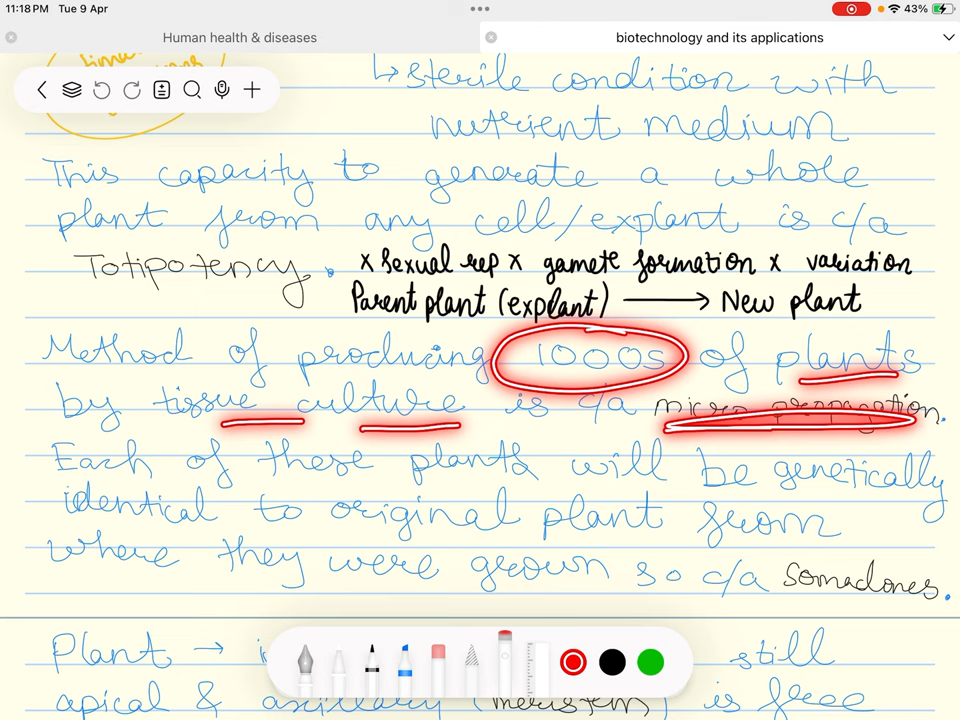 11:18 PM Tue 9 Apr
43%
Human health & diseases
biotechnology and its applications
↳ sterile condition with
nutrient medium
This capacity to generate a whole
plant from any cell/explant is c/a
Totipotency.
x Sexual rep x gamete formation x variation
Parent plant (explant) → New plant
Method of producing 1000s of plants
by tissue culture is c/a micro propagation.
Each of these plants will be genetically
identical to original plant from
where they were grown so c/a somaclones.
Plant → still
apical & axillary (meristem) is free